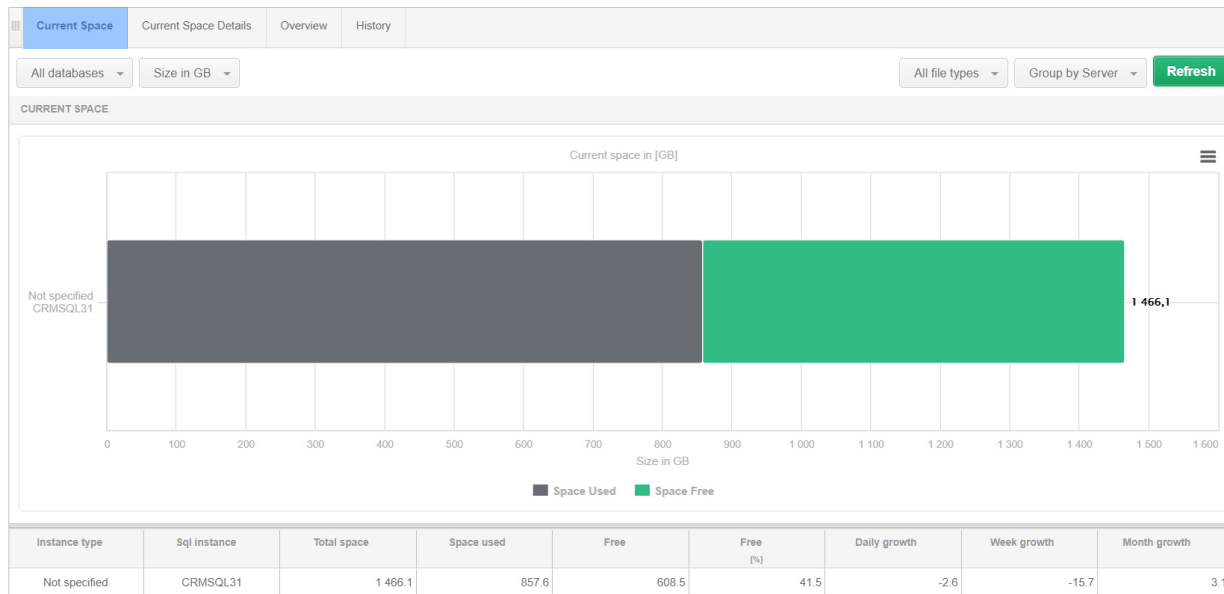 Current Space Current Space Details Overview History
All databases Size in GB All file types Group by Server Refresh
CURRENT SPACE
Current space in [GB]
Not specified
CRMSQL31
1 466,1
0 100 200 300 400 500 600 700 800 900 1 000 1 100 1 200 1 300 1 400 1 500 1 600
Size in GB
Space Used Space Free
Instance type Sql instance Total space Space used Free Free Daily growth Week growth Month growth
[%]
Not specified CRMSQL31 1 466.1 857.6 608.5 41.5 -2.6 -15.7 3.1